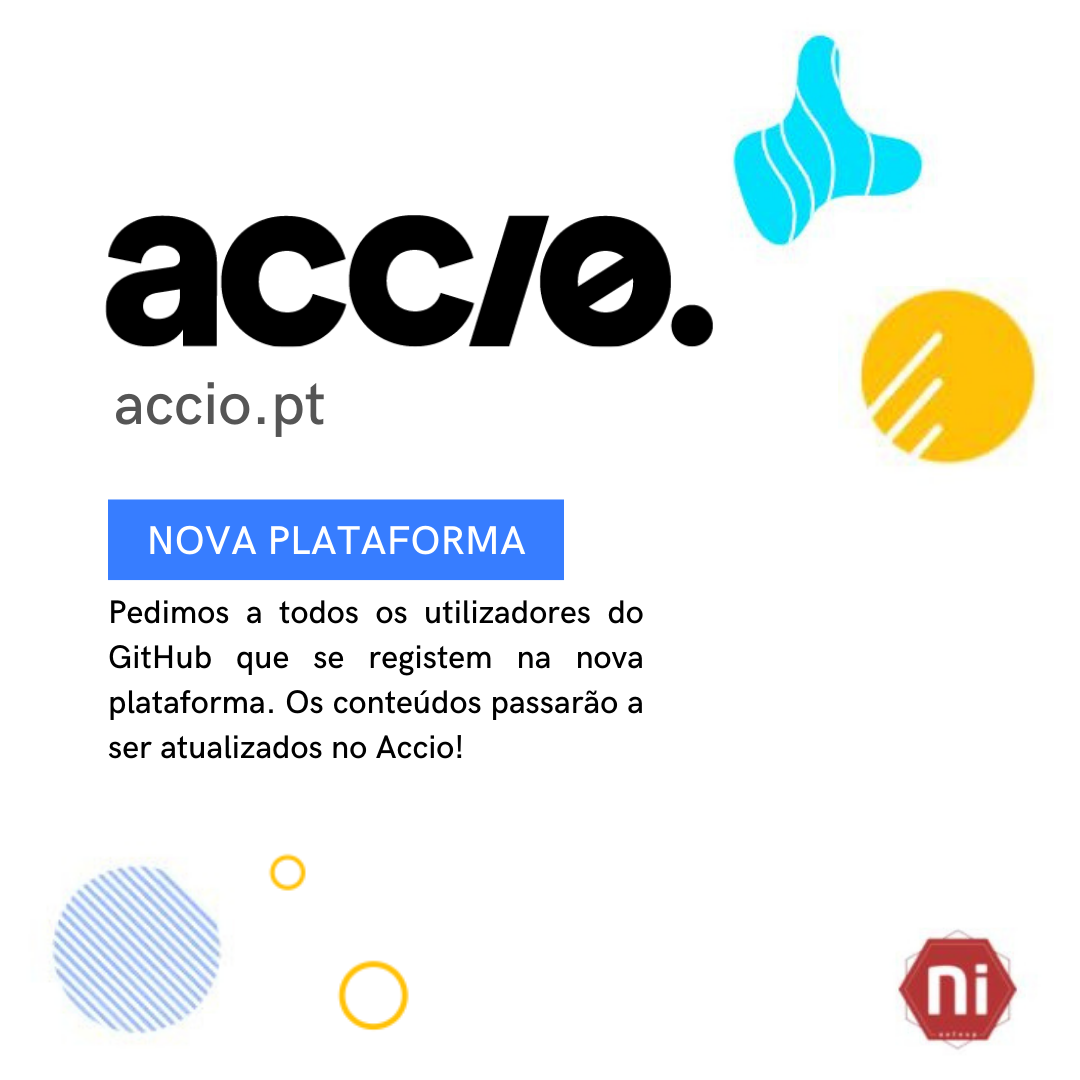 accio.
accio.pt
NOVA PLATAFORMA
Pedimos a todos os utilizadores do
GitHub que se registem na nova
plataforma. Os conteúdos passarão a
ser atualizados no Accio!
ni